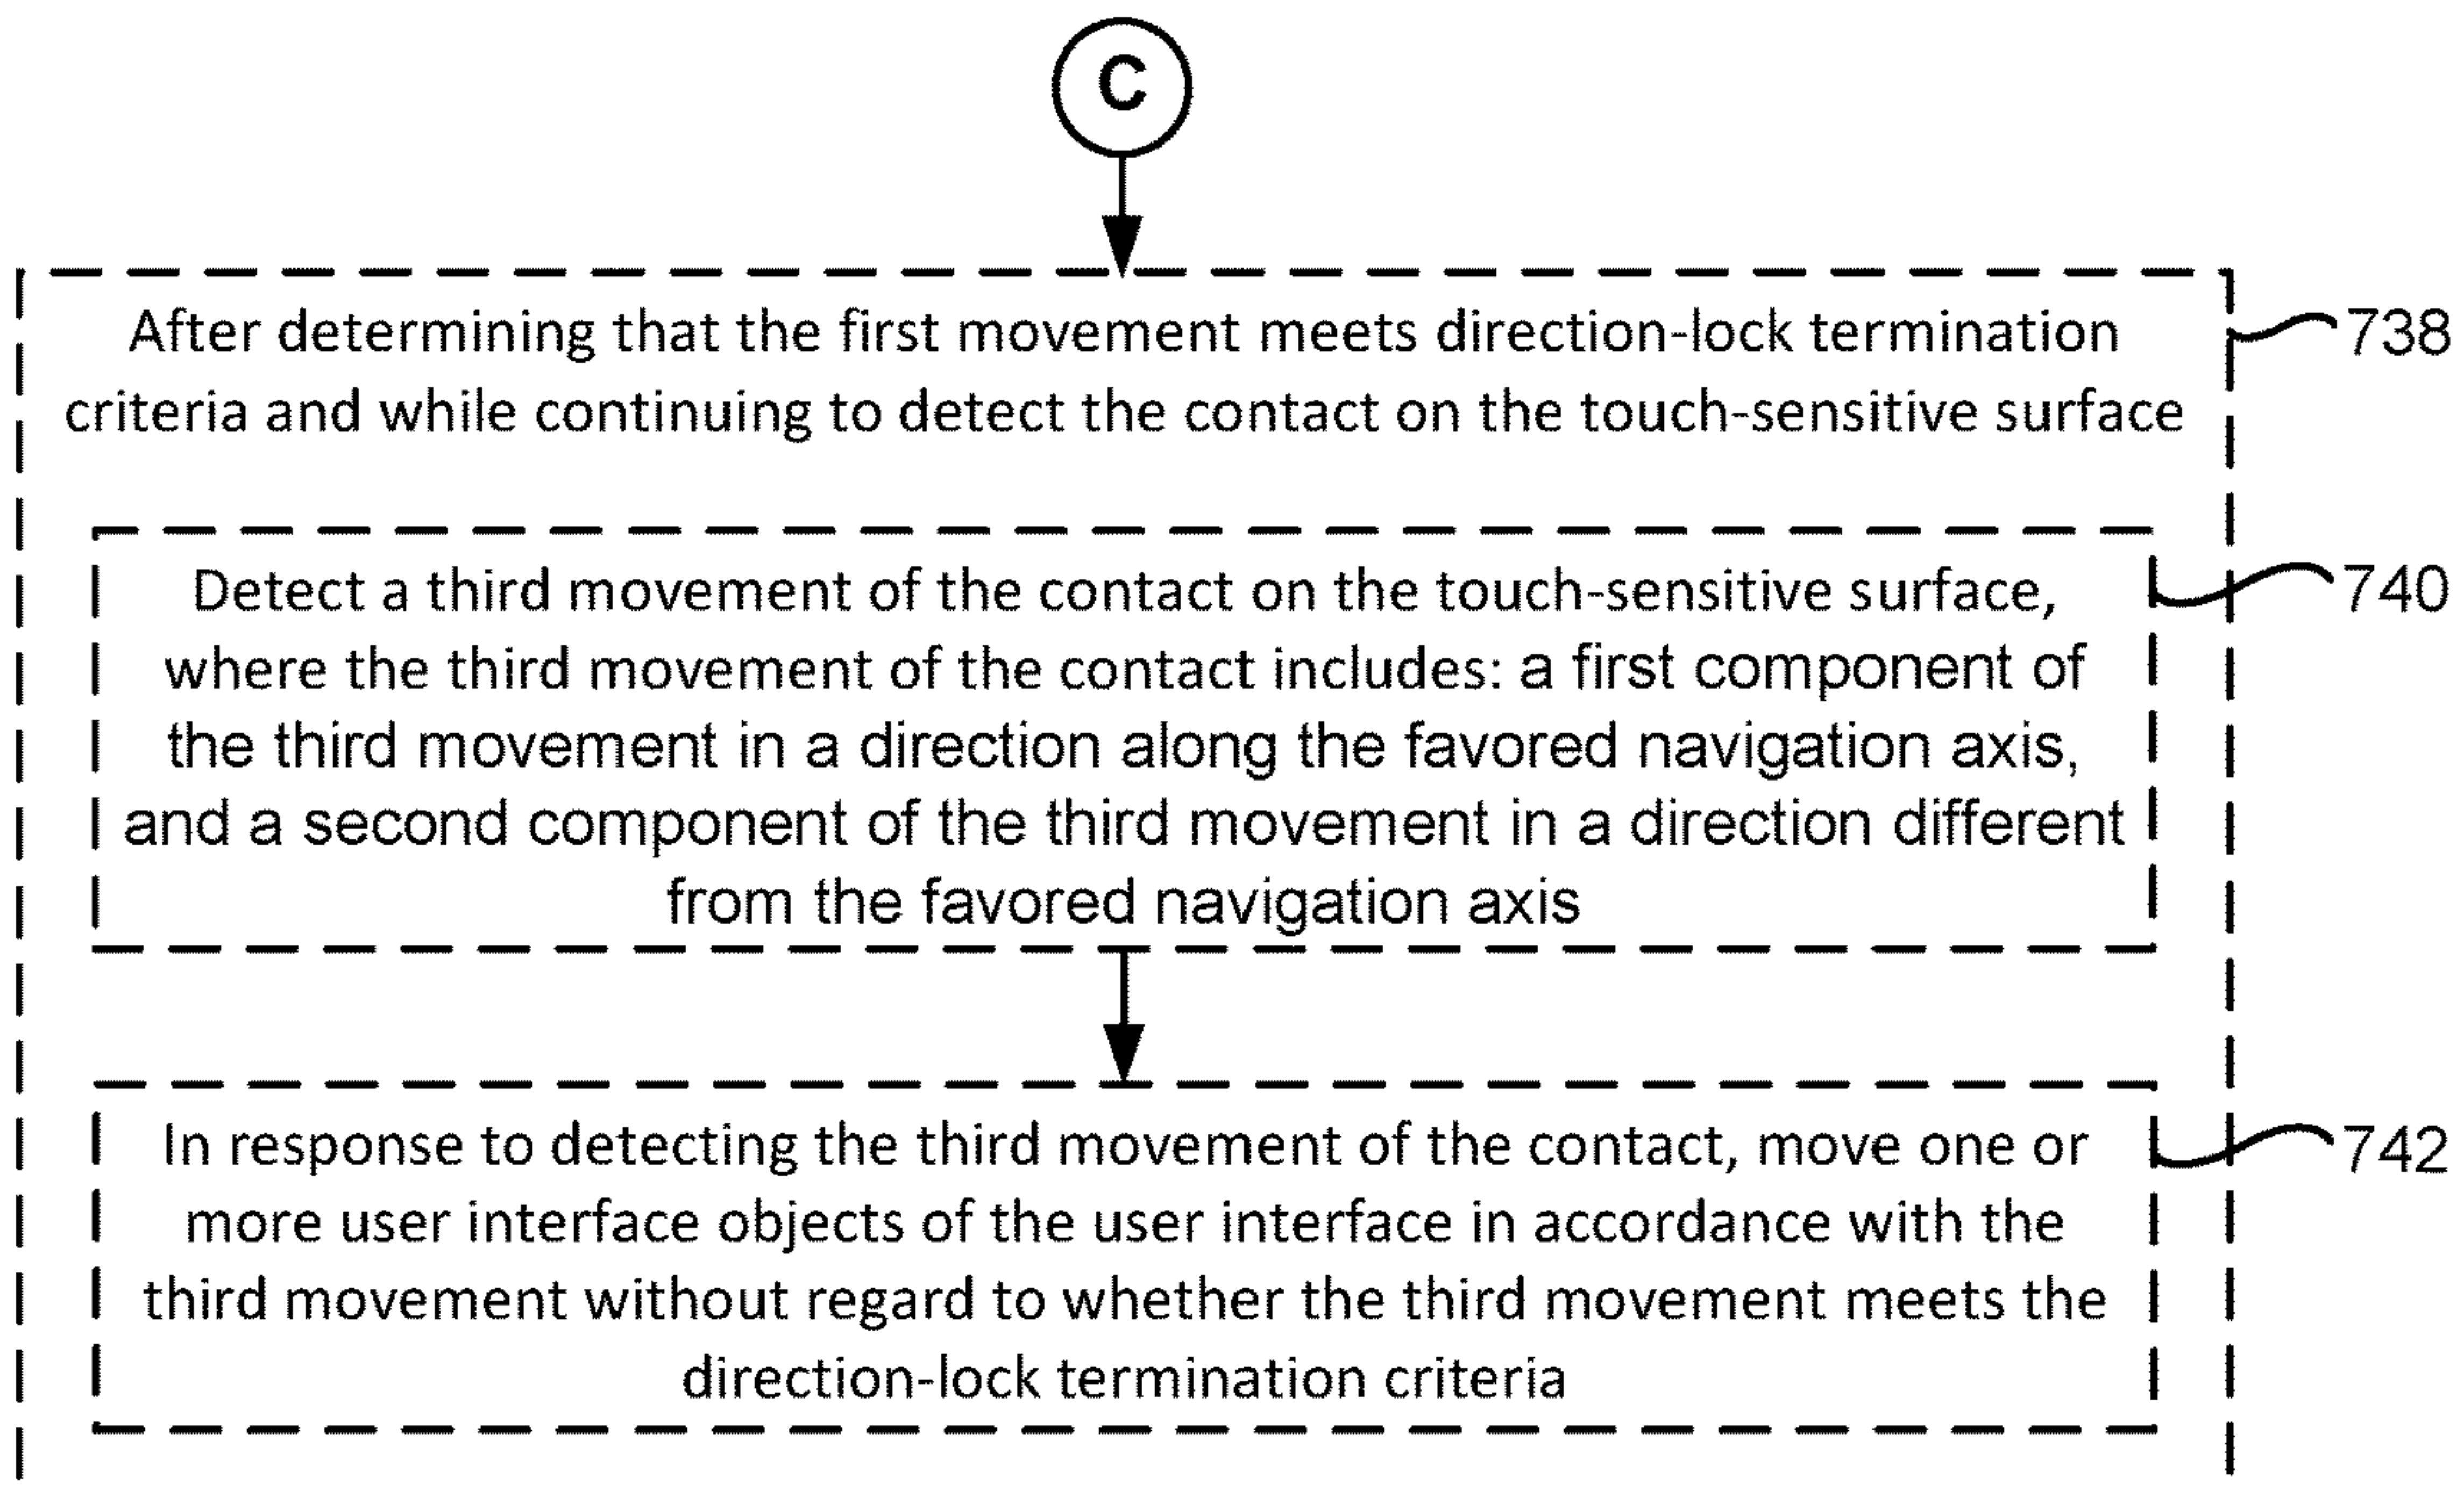 C
After determining that the first movement meets direction-lock termination
criteria and while continuing to detect the contact on the touch-sensitive surface
738
Detect a third movement of the contact on the touch-sensitive surface,
where the third movement of the contact includes: a first component of
the third movement in a direction along the favored navigation axis,
and a second component of the third movement in a direction different
from the favored navigation axis
740
In response to detecting the third movement of the contact, move one or
more user interface objects of the user interface in accordance with the
third movement without regard to whether the third movement meets the
direction-lock termination criteria
742